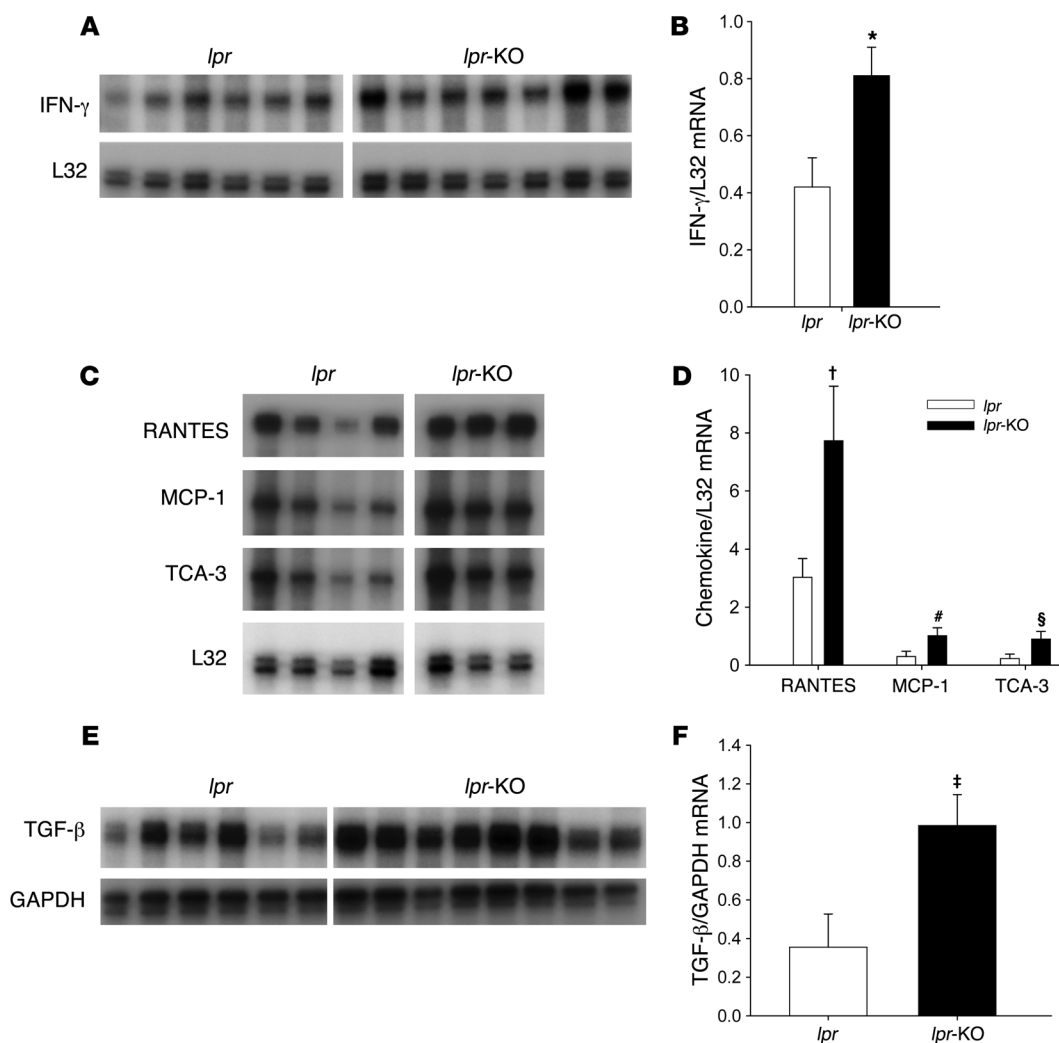 A
lpr
lpr-KO
IFN-γ
L32
B
IFN-γ/L32 mRNA
1.0
0.8
0.6
0.4
0.2
0.0
*
lpr
lpr-KO
C
lpr
lpr-KO
RANTES
MCP-1
TCA-3
L32
D
Chemokine/L32 mRNA
10
8
6
4
2
0
†
#
§
lpr
lpr-KO
RANTES
MCP-1
TCA-3
E
lpr
lpr-KO
TGF-β
GAPDH
F
TGF-β/GAPDH mRNA
1.4
1.2
1.0
0.8
0.6
0.4
0.2
0.0
‡
lpr
lpr-KO